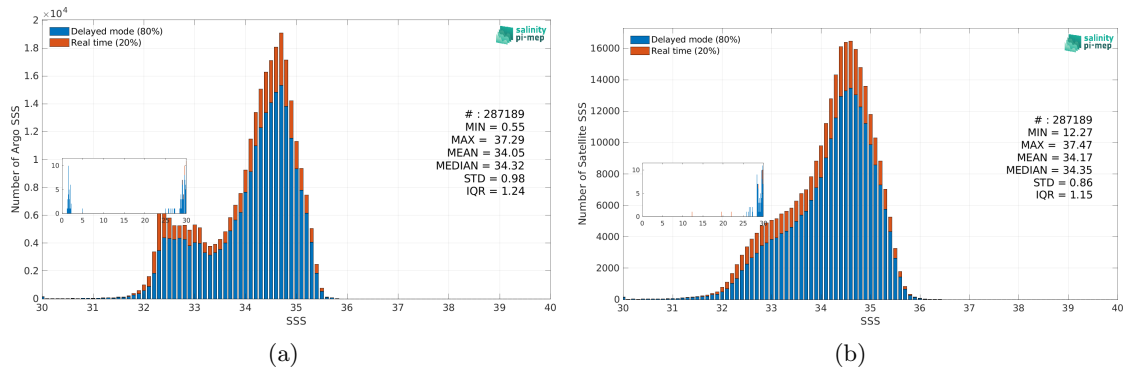 2 ×10⁴
1.8
1.6
1.4
1.2
1
0.8
0.6
0.4
0.2
0
Number of Argo SSS
Delayed mode (80%)
Real time (20%)
salinity
pi-mep
# : 287189
MIN = 0.55
MAX = 37.29
MEAN = 34.05
MEDIAN = 34.32
STD = 0.98
IQR = 1.24
10
5
0
0 5 10 15 20 25 30
30 31 32 33 34 35 36 37 38 39 40
SSS
(a)
16000
14000
12000
10000
8000
6000
4000
2000
0
Number of Satellite SSS
Delayed mode (80%)
Real time (20%)
salinity
pi-mep
# : 287189
MIN = 12.27
MAX = 37.47
MEAN = 34.17
MEDIAN = 34.35
STD = 0.86
IQR = 1.15
10
5
0
0 5 10 15 20 25 30
30 31 32 33 34 35 36 37 38 39 40
SSS
(b)